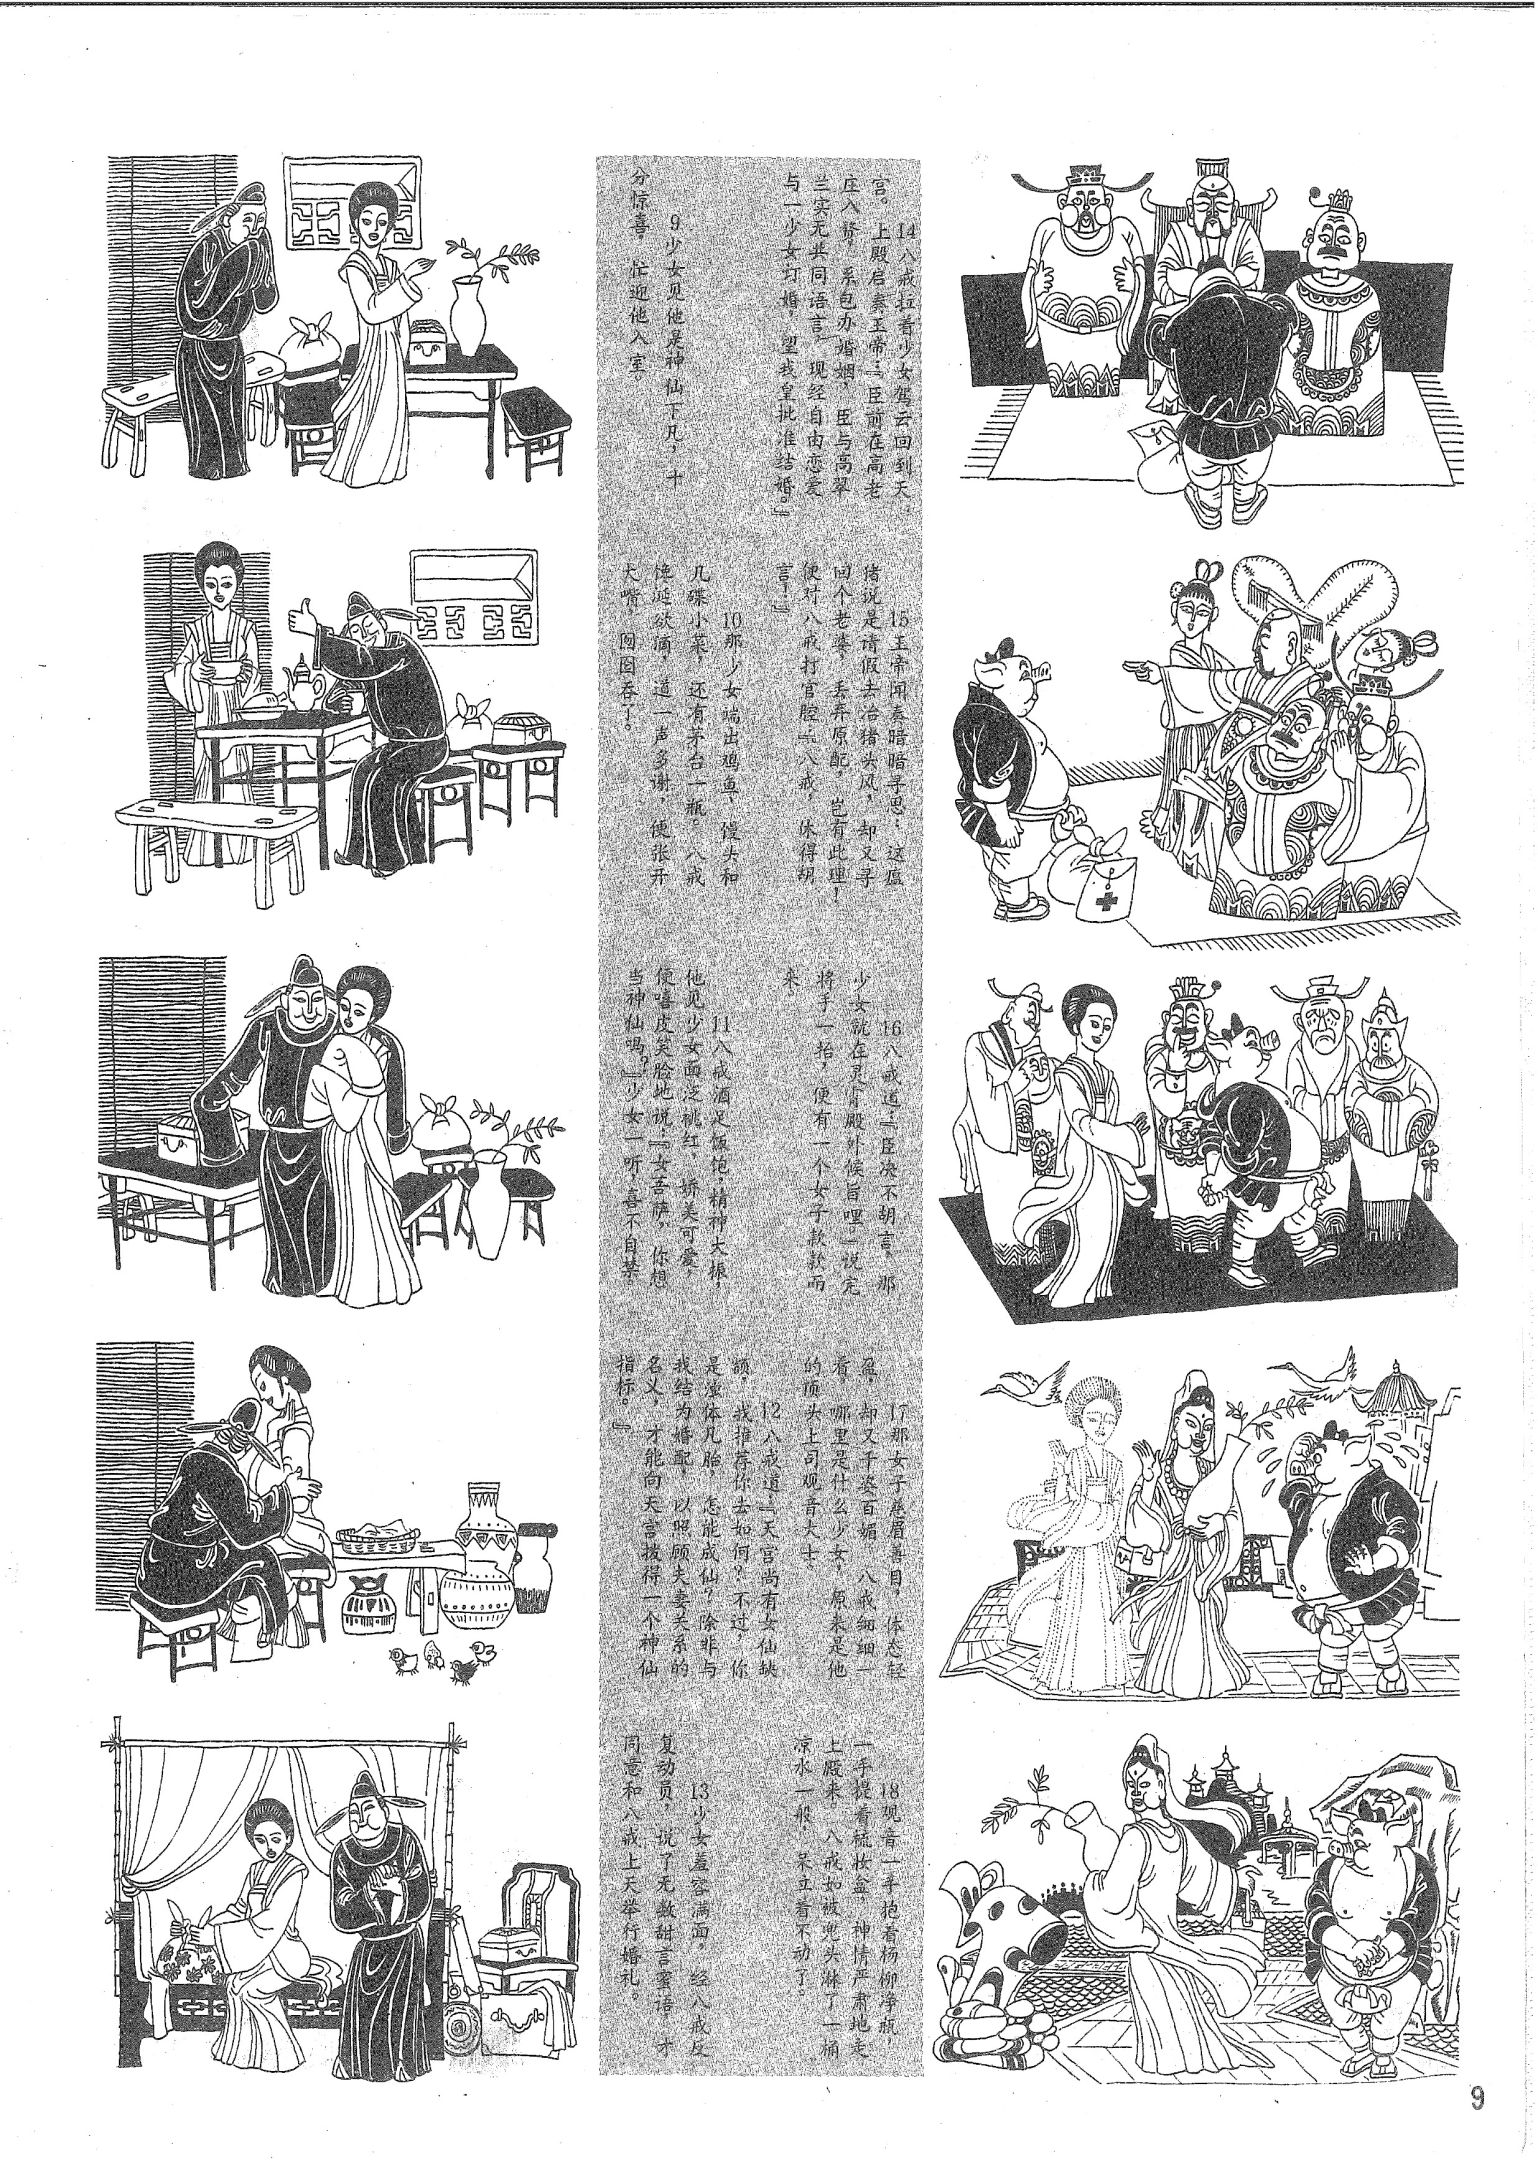 9少女见他是神仙下凡，十
分惊喜，忙迎他入室。
10那少女端出鸡鱼、馒头和
几碟小菜，还有茅台一瓶。八戒
馋涎欲滴，道一声多谢，便张开
大嘴，囫囵吞了。
11八戒酒足饭饱，精神大振，
他见少女面泛桃红，娇美可爱，
便嘻皮笑脸地说：『女菩萨，你想
当神仙吗？』少女一听，喜不自禁
12八戒道：『天宫尚有女仙缺
额，我推荐你去如何？不过，你
是浊体凡胎，怎能成仙？除非与
我结为婚配，以照顾夫妻关系的
名义，才能向天宫拨得一个神仙
指标。』
13少女羞容满面，经八戒反
复动员，说了无数甜言蜜语，才
同意和八戒上天举行婚礼。
14八戒拉着少女驾云回到天
宫。上殿启奏玉帝：『臣前在高老
庄入赘，系包办婚姻，臣与高翠
兰实无共同语言，现经自由恋爱
与一少女订婚，望我皇批准结婚。』
15玉帝闻奏暗暗寻思：这瘟
猪说是请假去治猪头风，却又寻
回个老婆，丢弃原配，岂有此理！
便对八戒打官腔：『八戒，休得胡
言！』
16八戒道：『臣决不胡言，那
少女就在灵霄殿外候旨哩』说完
将手一招，便有一个女子款款而
来。
17那女子慈眉善目，体态轻
盈，却又千姿百媚，八戒细细一
看，哪里是什么少女，原来是他
的顶头上司观音大士。
18观音一手抱着杨柳净瓶，
一手提着梳妆盒，神情严肃地走
上殿来，八戒如被兜头淋了一桶
凉水一般，呆立着不动了。
9